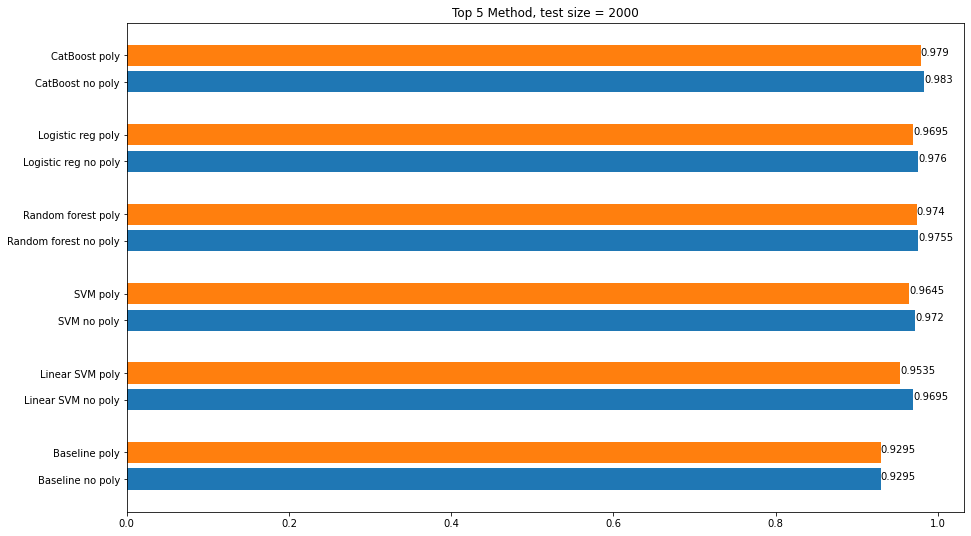 Top 5 Method, test size = 2000
CatBoost poly
0.979
CatBoost no poly
0.983
Logistic reg poly
0.9695
Logistic reg no poly
0.976
Random forest poly
0.974
Random forest no poly
0.9755
SVM poly
0.9645
SVM no poly
0.972
Linear SVM poly
0.9535
Linear SVM no poly
0.9695
Baseline poly
0.9295
Baseline no poly
0.9295
0.0 0.2 0.4 0.6 0.8 1.0